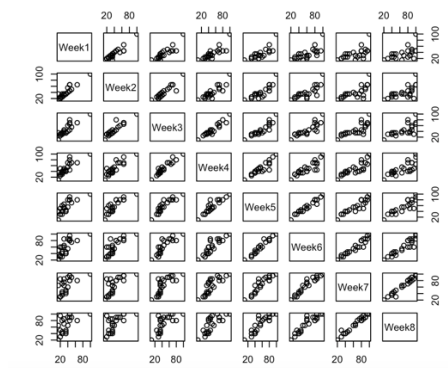 20 80 20 80 20 80 20 80
Week1 20 100
100 20 Week2
Week3 20 100
100 20 Week4
Week5 20 100
80 20 Week6
Week7 20 80
80 20 Week8
20 80 20 80 20 80 20 80